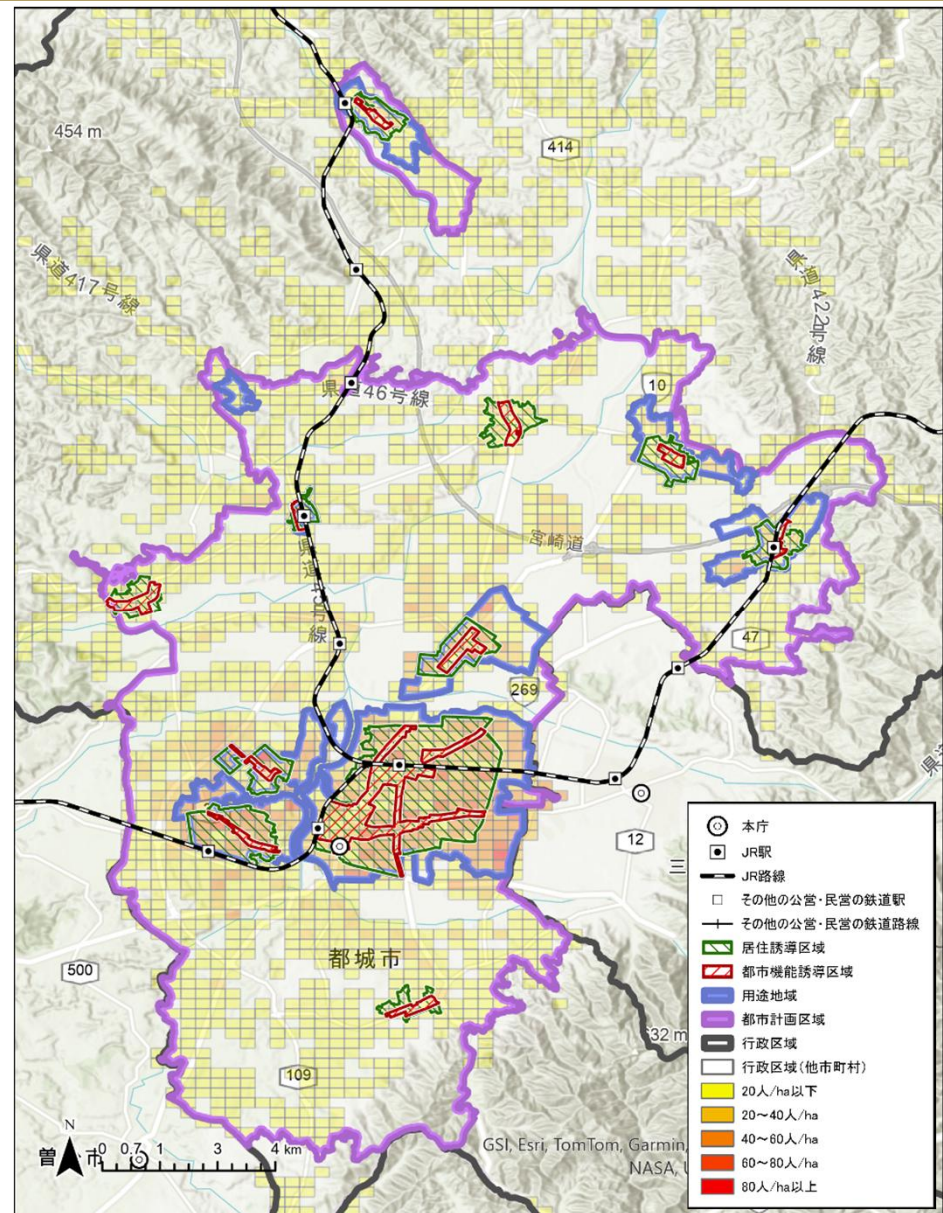 454 m
414
県道417号線
県道422号線
県道46号線
10
宮崎道
47
269
12
三
都城市
500
632 m
109
N
0 0.7 1 3 4 km
GSI, Esri, TomTom, Garmin,
NASA,
本庁
JR駅
JR路線
その他の公営・民営の鉄道駅
その他の公営・民営の鉄道路線
居住誘導区域
都市機能誘導区域
用途地域
都市計画区域
行政区域
行政区域(他市町村)
20人/ha以下
20～40人/ha
40～60人/ha
60～80人/ha
80人/ha以上